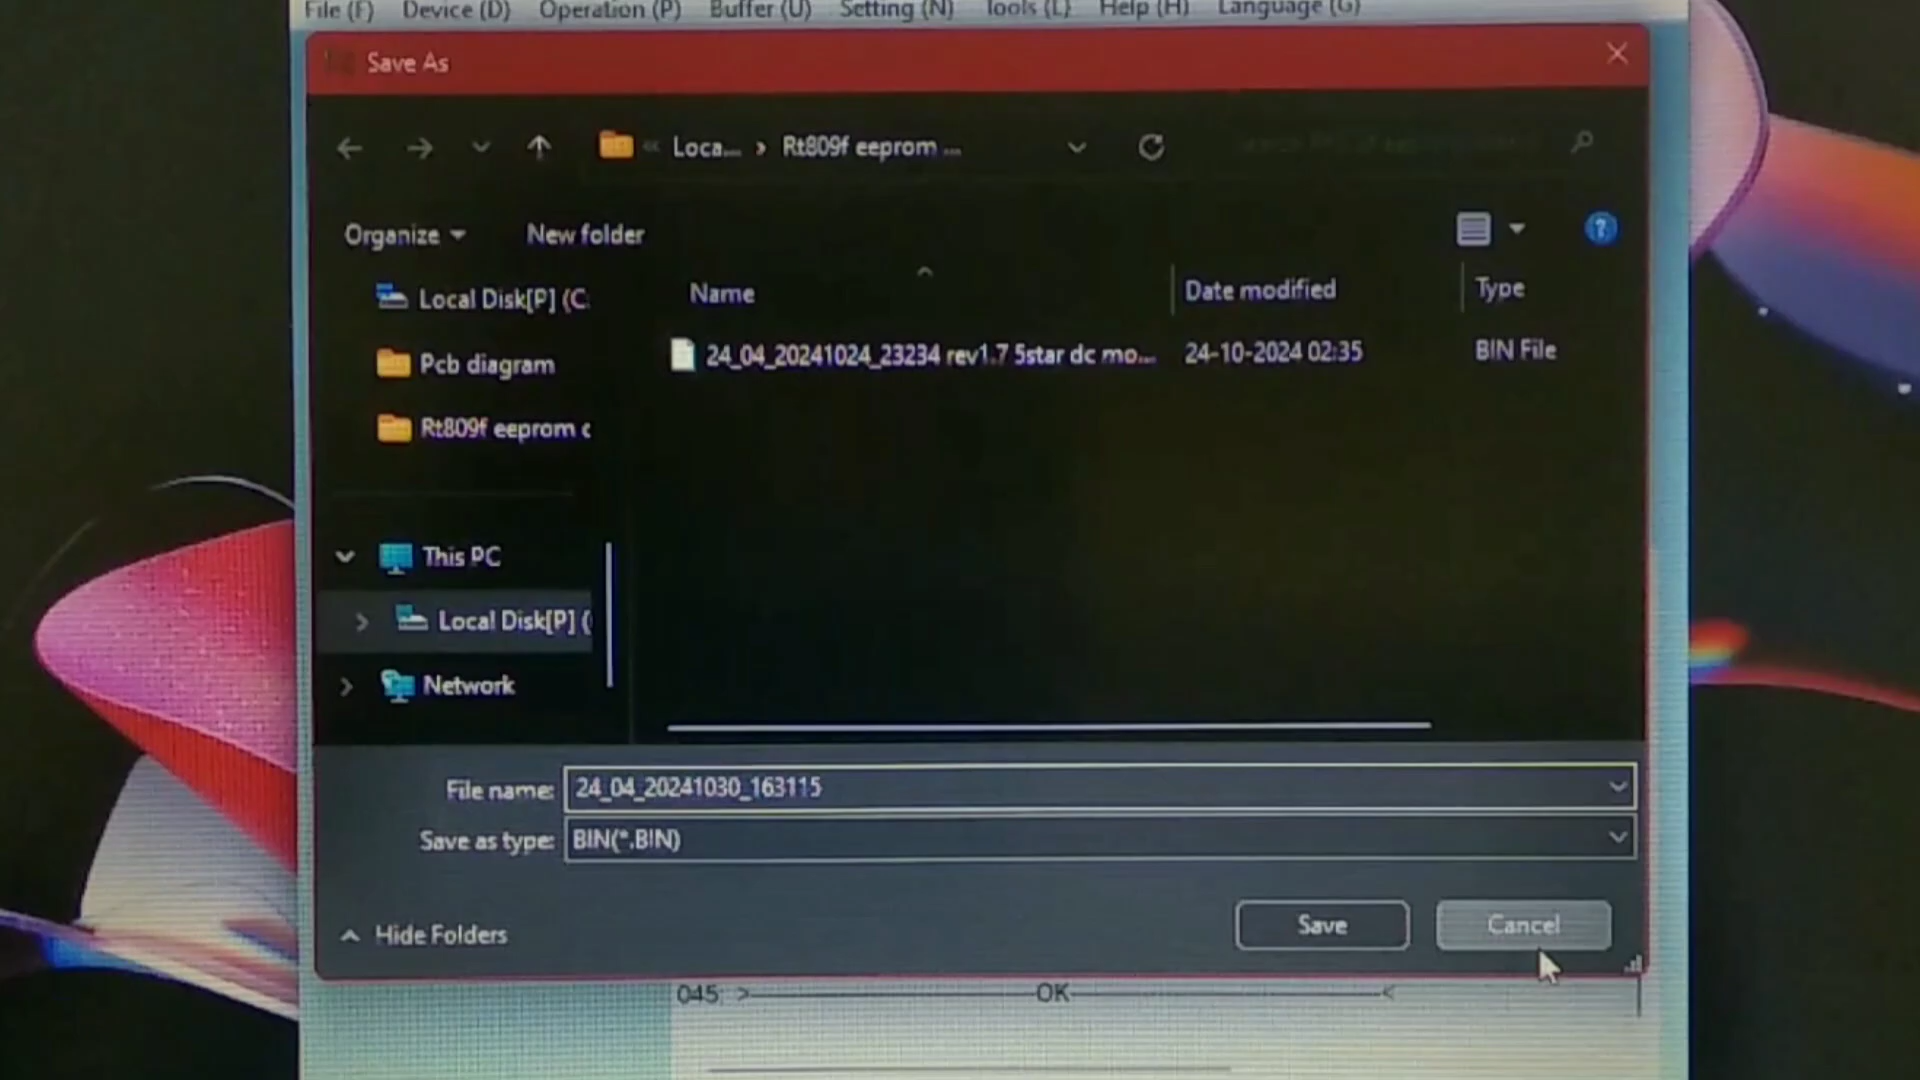 File (F) Device (D) Operation (P) Buffer (U) Setting (N) Tools (L) Help (H) Language (G)
Save As
Loca... > Rt809f eeprom ...
Organize New folder
Local Disk[P] (C:
Pcb diagram
Rt809f eeprom c
This PC
Local Disk[P] (
Network
Name Date modified Type
24_04_20241024_23234 rev1.7 5star dc mo... 24-10-2024 02:35 BIN File
File name: 24_04_20241030_163115
Save as type: BIN(*.BIN)
Hide Folders Save Cancel
045: > OK <